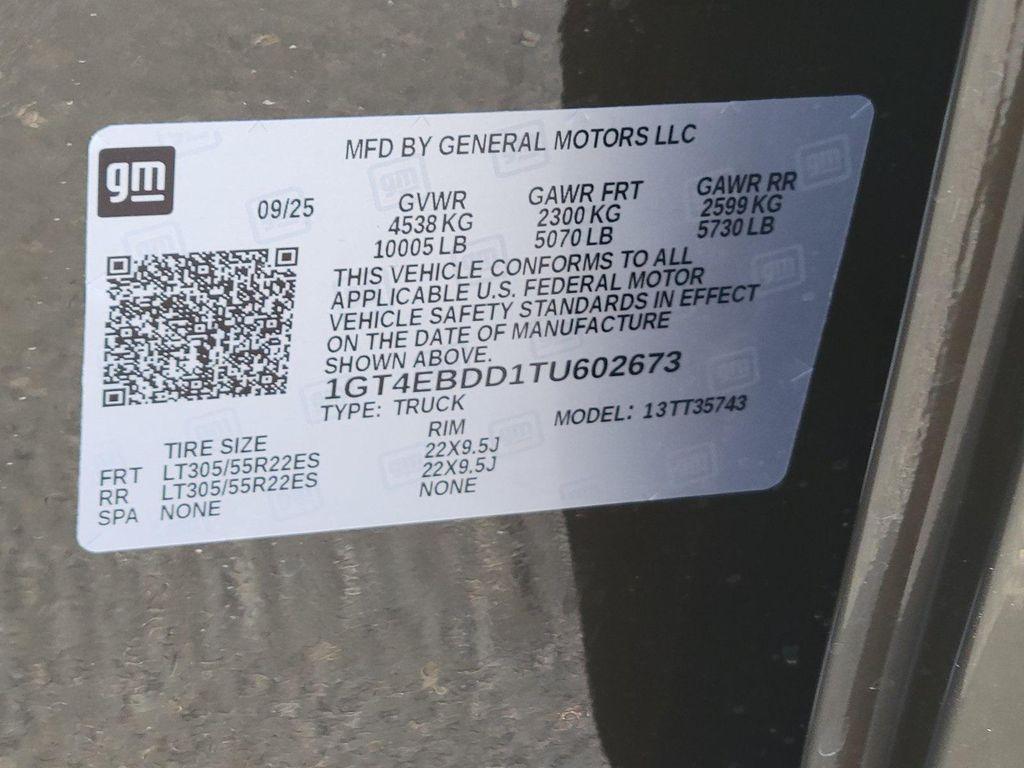 gm
MFD BY GENERAL MOTORS LLC
09/25
GVWR GAWR FRT GAWR RR
4538 KG 2300 KG 2599 KG
10005 LB 5070 LB 5730 LB
THIS VEHICLE CONFORMS TO ALL
APPLICABLE U.S. FEDERAL MOTOR
VEHICLE SAFETY STANDARDS IN EFFECT
ON THE DATE OF MANUFACTURE
SHOWN ABOVE.
1GT4EBDD1TU602673
TYPE: TRUCK MODEL: 13TT35743
TIRE SIZE RIM
FRT LT305/55R22ES 22X9.5J
RR LT305/55R22ES 22X9.5J
SPA NONE NONE